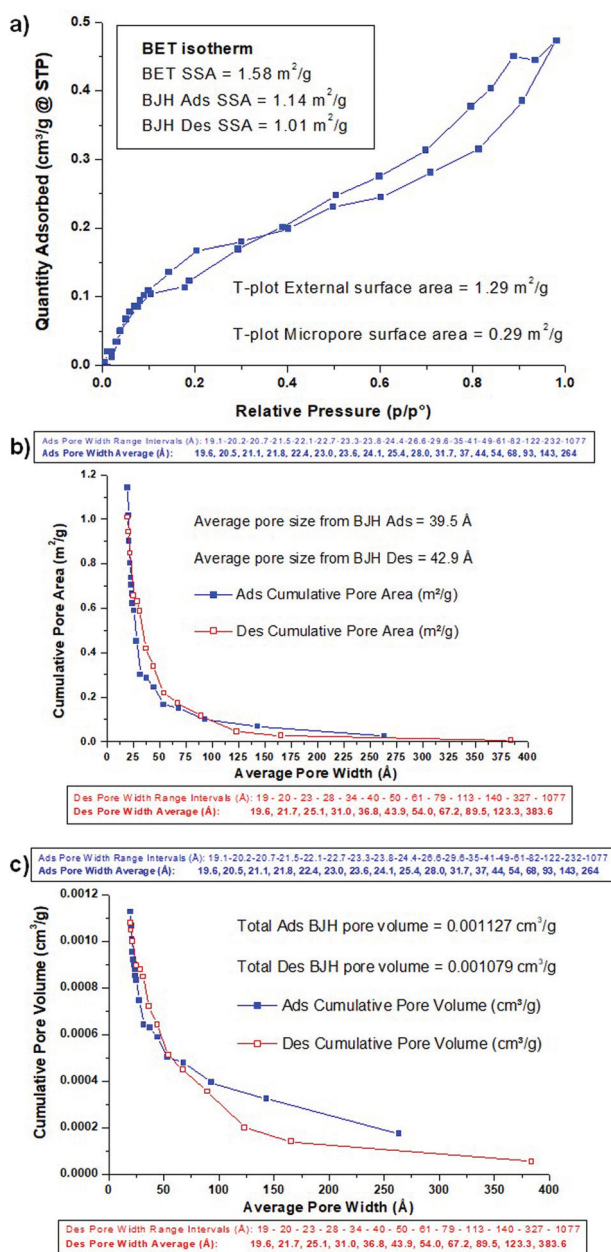 a)
0.5
0.4
0.3
0.2
0.1
0.0
Quantity Adsorbed (cm³/g @ STP)
BET isotherm
BET SSA = 1.58 m²/g
BJH Ads SSA = 1.14 m²/g
BJH Des SSA = 1.01 m²/g
T-plot External surface area = 1.29 m²/g
T-plot Micropore surface area = 0.29 m²/g
0.0 0.2 0.4 0.6 0.8 1.0
Relative Pressure (p/p°)
b)
Ads Pore Width Range Intervals (Å): 19.1-20.2-20.7-21.5-22.1-22.7-23.3-23.8-24.4-26.6-29.6-35-41-49-61-82-122-232-1077
Ads Pore Width Average (Å): 19.6, 20.5, 21.1, 21.8, 22.4, 23.0, 23.6, 24.1, 25.4, 28.0, 31.7, 37, 44, 54, 68, 93, 143, 264
1.2
1.0
0.8
0.6
0.4
0.2
0.0
Cumulative Pore Area (m²/g)
Average pore size from BJH Ads = 39.5 Å
Average pore size from BJH Des = 42.9 Å
Ads Cumulative Pore Area (m²/g)
Des Cumulative Pore Area (m²/g)
0 25 50 75 100 125 150 175 200 225 250 275 300 325 350 375 400
Average Pore Width (Å)
Des Pore Width Range Intervals (Å): 19 - 20 - 23 - 28 - 34 - 40 - 50 - 61 - 79 - 113 - 140 - 327 - 1077
Des Pore Width Average (Å): 19.6, 21.7, 25.1, 31.0, 36.8, 43.9, 54.0, 67.2, 89.5, 123.3, 383.6
c)
Ads Pore Width Range Intervals (Å): 19.1-20.2-20.7-21.5-22.1-22.7-23.3-23.8-24.4-26.6-29.6-35-41-49-61-82-122-232-1077
Ads Pore Width Average (Å): 19.6, 20.5, 21.1, 21.8, 22.4, 23.0, 23.6, 24.1, 25.4, 28.0, 31.7, 37, 44, 54, 68, 93, 143, 264
0.0012
0.0010
0.0008
0.0006
0.0004
0.0002
0.0000
Cumulative Pore Volume (cm³/g)
Total Ads BJH pore volume = 0.001127 cm³/g
Total Des BJH pore volume = 0.001079 cm³/g
Ads Cumulative Pore Volume (cm³/g)
Des Cumulative Pore Volume (cm³/g)
0 50 100 150 200 250 300 350 400
Average Pore Width (Å)
Des Pore Width Range Intervals (Å): 19 - 20 - 23 - 28 - 34 - 40 - 50 - 61 - 79 - 113 - 140 - 327 - 1077
Des Pore Width Average (Å): 19.6, 21.7, 25.1, 31.0, 36.8, 43.9, 54.0, 67.2, 89.5, 123.3, 383.6